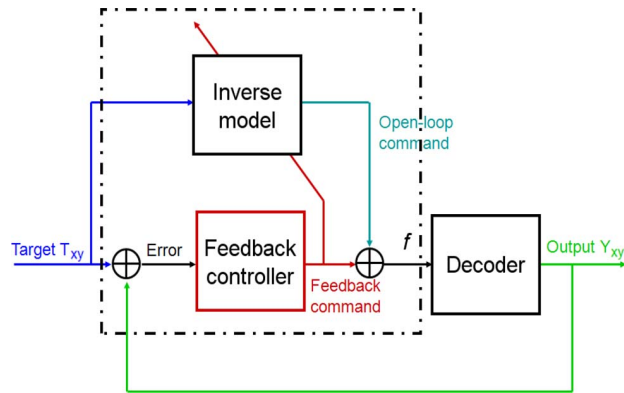 Inverse
model
Open-loop
command
Target Txy
Error
Feedback
controller
Feedback
command
f
Decoder
Output Yxy